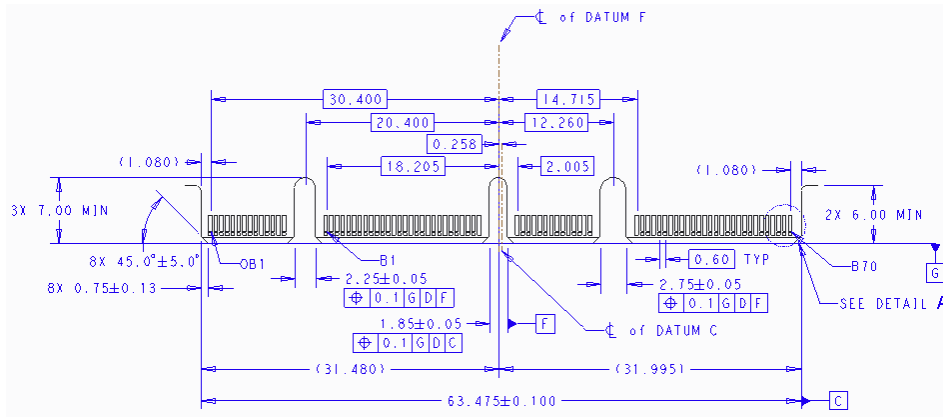 ℄ of DATUM F
30.400
14.715
20.400
12.260
0.258
(1.080)
18.205
2.005
(1.080)
3X 7.00 MIN
2X 6.00 MIN
8X 45.0°±5.0°
OB1
B1
0.60 TYP
B70
G
8X 0.75±0.13
2.25±0.05
2.75±0.05
⌖ 0.1 G D F
⌖ 0.1 G D F
SEE DETAIL A
1.85±0.05
F
℄ of DATUM C
⌖ 0.1 G D C
(31.480)
(31.995)
63.475±0.100
C